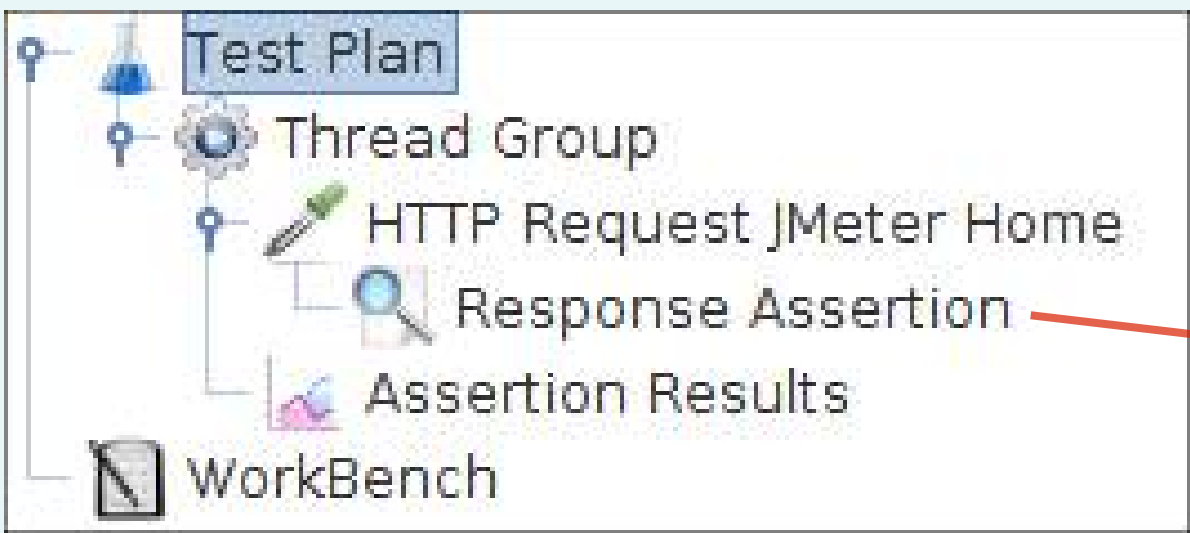 Test Plan
Thread Group
HTTP Request JMeter Home
Response Assertion
Assertion Results
WorkBench